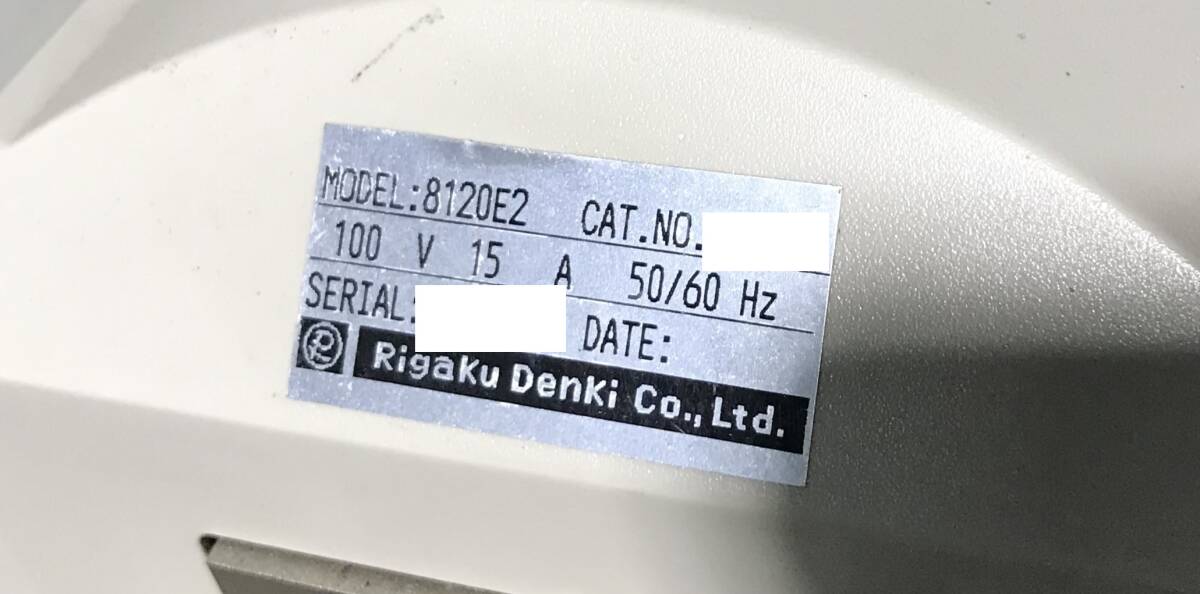 MODEL:8120E2 CAT.NO.
100 V 15 A 50/60 Hz
SERIAL: DATE:
R Rigaku Denki Co., Ltd.